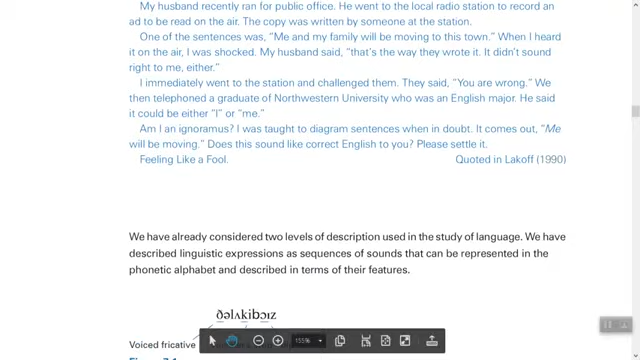 My husband recently ran for public office. He went to the local radio station to record an
ad to be read on the air. The copy was written by someone at the station.
One of the sentences was, “Me and my family will be moving to this town.” When I heard
it on the air, I was shocked. My husband said, “that's the way they wrote it. It didn't sound
right to me, either.”
I immediately went to the station and challenged them. They said, “You are wrong.” We
then telephoned a graduate of Northwestern University who was an English major. He said
it could be either “I” or “me.”
Am I an ignoramus? I was taught to diagram sentences when in doubt. It comes out, “Me
will be moving.” Does this sound like correct English to you? Please settle it.
Feeling Like a Fool. Quoted in Lakoff (1990)
We have already considered two levels of description used in the study of language. We have
described linguistic expressions as sequences of sounds that can be represented in the
phonetic alphabet and described in terms of their features.
ðəlʌkibɔɪz
Voiced fricative
155%